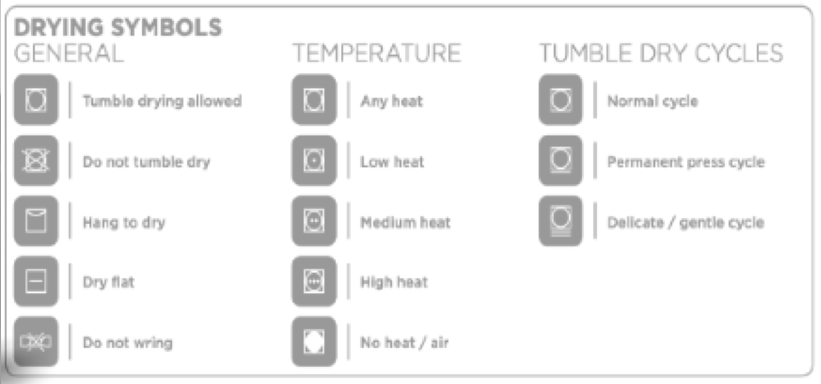 DRYING SYMBOLS
GENERAL
Tumble drying allowed
Do not tumble dry
Hang to dry
Dry flat
Do not wring
TEMPERATURE
Any heat
Low heat
Medium heat
High heat
No heat / air
TUMBLE DRY CYCLES
Normal cycle
Permanent press cycle
Delicate / gentle cycle